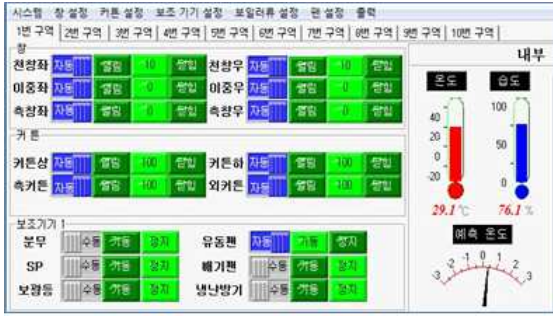 시스템 창 설정 커튼 설정 보조 기기 설정 보일러류 설정 팬 설정 출력
1번 구역 2번 구역 3번 구역 4번 구역 5번 구역 6번 구역 7번 구역 8번 구역 9번 구역 10번 구역
창
천창좌 자동 열림 10 닫힘 천창우 자동 열림 10 닫힘
이중좌 자동 열림 0 닫힘 이중우 자동 열림 0 닫힘
측창좌 자동 열림 0 닫힘 측창우 자동 열림 0 닫힘
커튼
커튼상 자동 열림 100 닫힘 커튼하 자동 열림 100 닫힘
측커튼 자동 열림 100 닫힘 외커튼 자동 열림 100 닫힘
보조기기 1
분무 수동 가동 정지 유동팬 자동 가동 정지
SP 수동 가동 정지 배기팬 수동 가동 정지
보광등 수동 가동 정지 냉난방기 수동 가동 정지
내부
온도 습도
40 20 0 -20
100 50 0
29.1 ℃ 76.1 %
예측 온도
-3 -2 -1 0 1 2 3